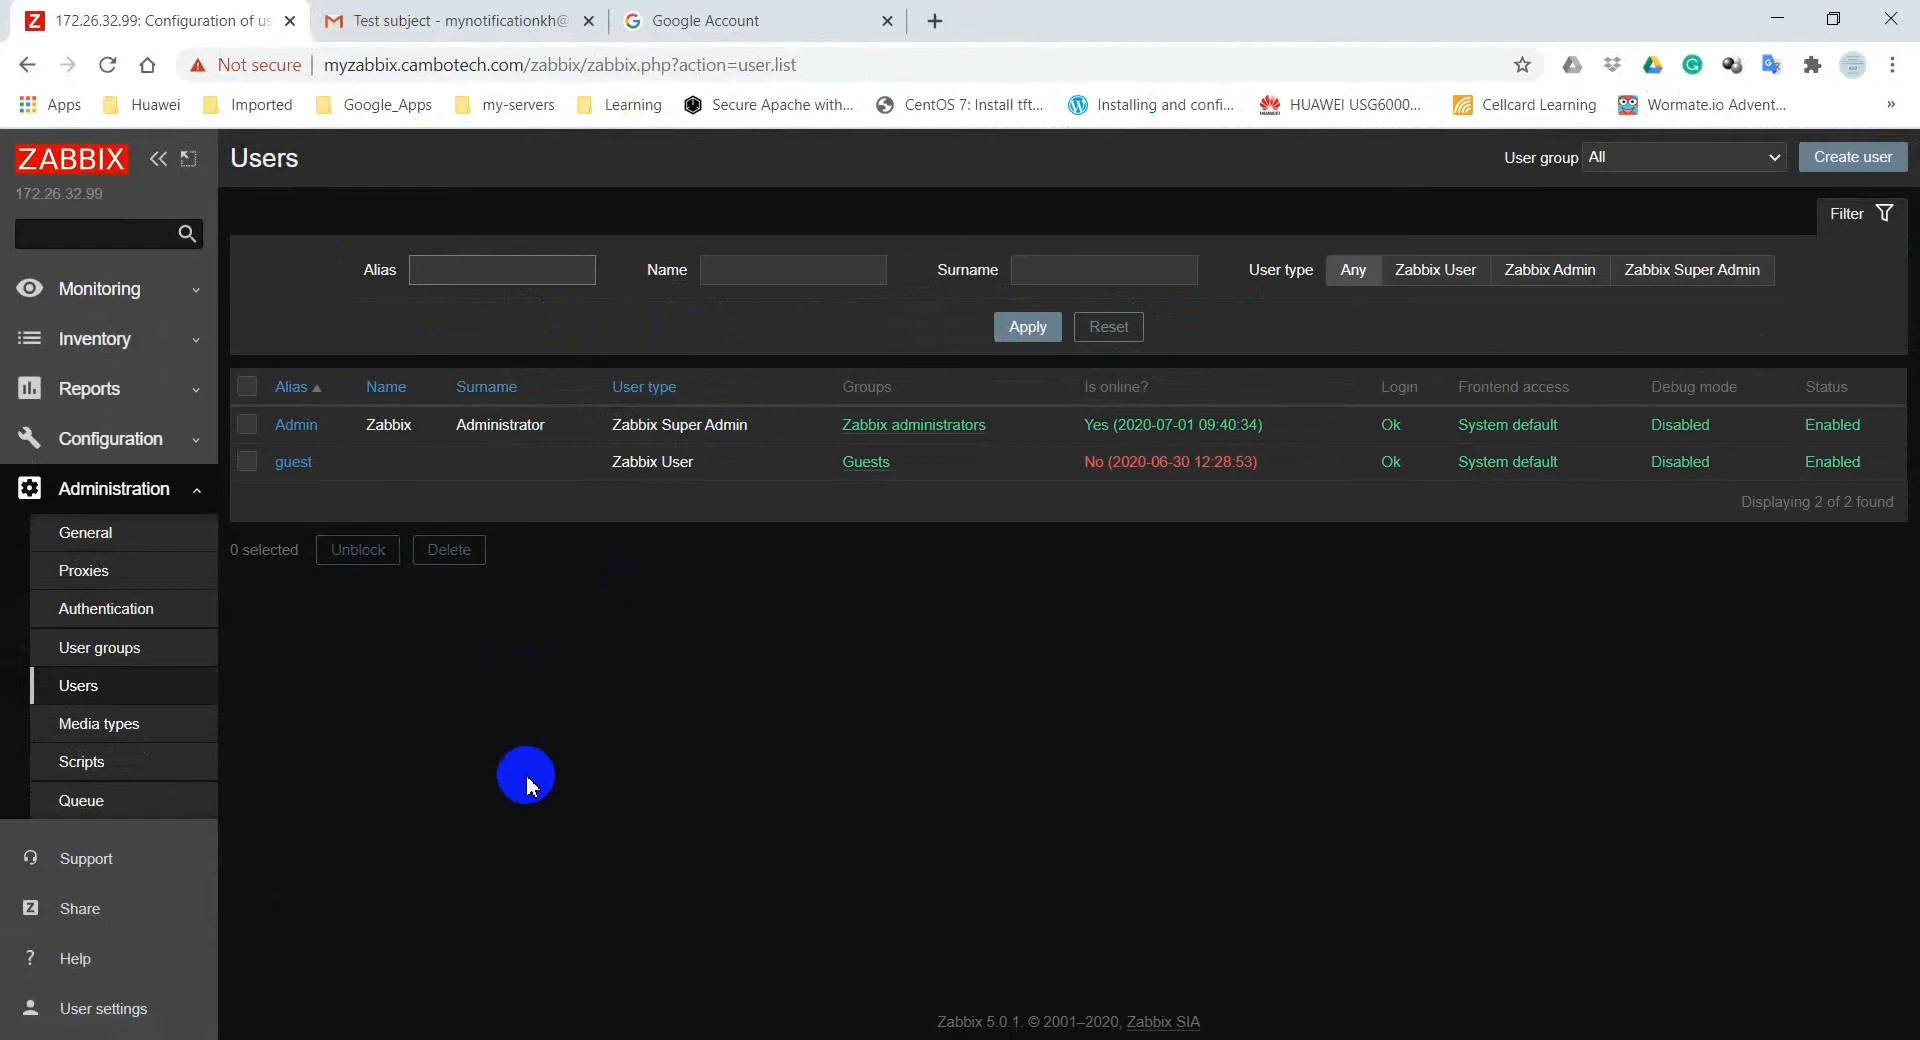 172.26.32.99: Configuration of us
Test subject - mynotificationkh@
Google Account
Not secure
myzabbix.cambotech.com/zabbix/zabbix.php?action=user.list
Apps
Huawei
Imported
Google_Apps
my-servers
Learning
Secure Apache with...
CentOS 7: Install tft...
Installing and confi...
HUAWEI USG6000...
Cellcard Learning
Wormate.io Advent...
»
ZABBIX
172.26.32.99
Monitoring
Inventory
Reports
Configuration
Administration
General
Proxies
Authentication
User groups
Users
Media types
Scripts
Queue
Support
Share
Help
User settings
Users
User group All
Create user
Filter
Alias
Name
Surname
User type Any Zabbix User Zabbix Admin Zabbix Super Admin
Apply Reset
Alias Name Surname User type Groups Is online? Login Frontend access Debug mode Status
Admin Zabbix Administrator Zabbix Super Admin Zabbix administrators Yes (2020-07-01 09:40:34) Ok System default Disabled Enabled
guest Zabbix User Guests No (2020-06-30 12:28:53) Ok System default Disabled Enabled
Displaying 2 of 2 found
0 selected Unblock Delete
Zabbix 5.0.1. © 2001–2020, Zabbix SIA